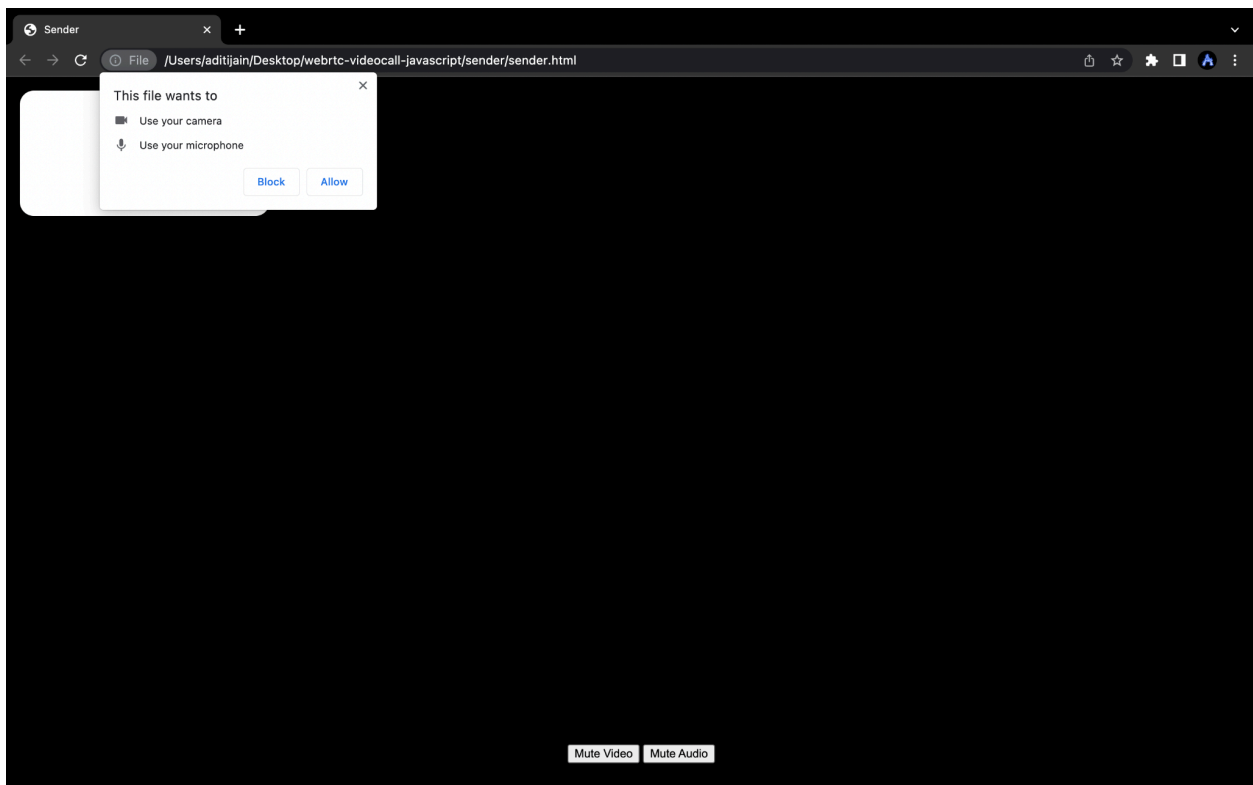 Sender
File /Users/aditijain/Desktop/webrtc-videocall-javascript/sender/sender.html
This file wants to
Use your camera
Use your microphone
Block Allow
Mute Video Mute Audio